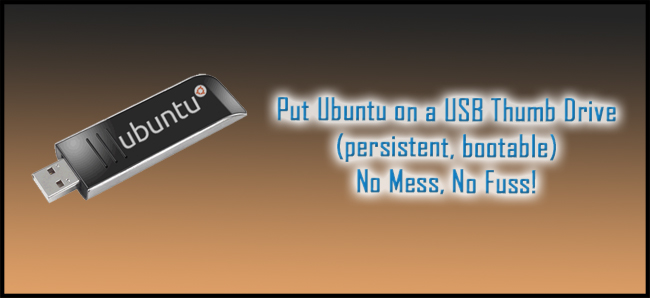 ubuntu
Put Ubuntu on a USB Thumb Drive
(persistent, bootable)
No Mess, No Fuss!